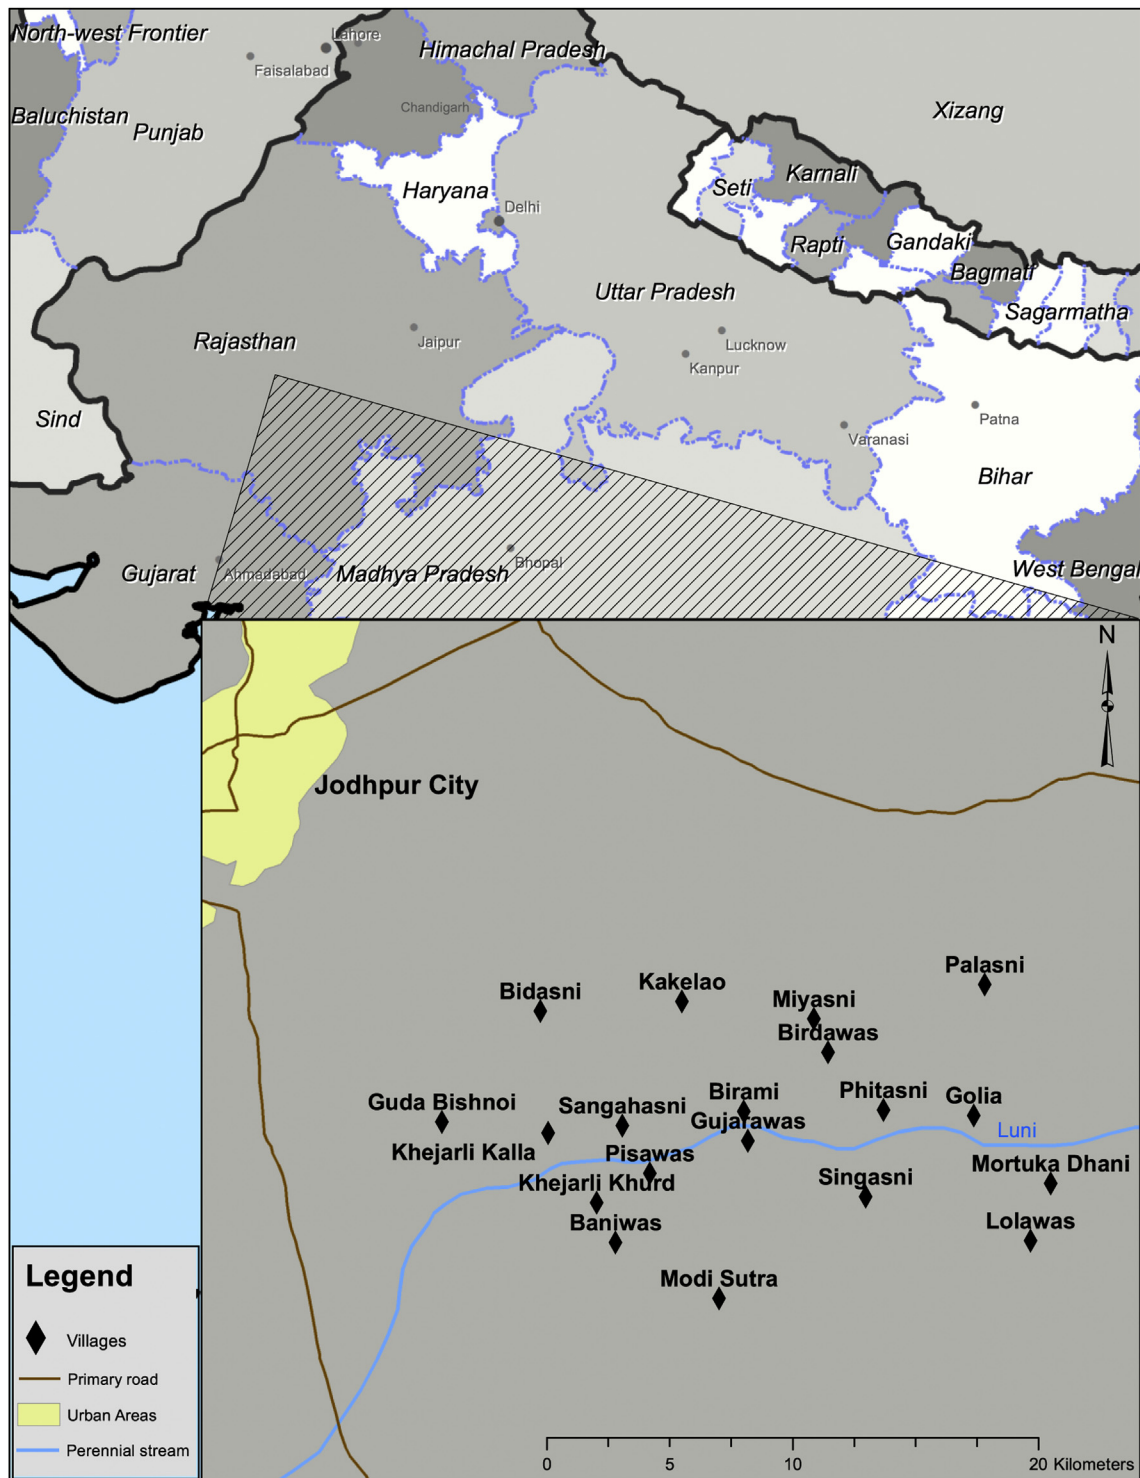 North-west Frontier
Lahore
Himachal Pradesh
Faisalabad
Baluchistan
Punjab
Chandigarh
Xizang
Karnali
Seti
Haryana
Delhi
Rapti
Gandaki
Bagmati
Uttar Pradesh
Sagarmatha
Rajasthan
Jaipur
Lucknow
Kanpur
Sind
Patna
Varanasi
Bihar
Gujarat
Ahmadabad
Madhya Pradesh
Bhopal
West Bengal
N
Jodhpur City
Palasni
Kakelao
Bidasni
Miyasni
Birdawas
Guda Bishnoi
Sangahasni
Birami
Phitasni
Golia
Gujarawas
Luni
Khejarli Kalla
Pisawas
Mortuka Dhani
Khejarli Khurd
Singasni
Baniwas
Lolawas
Modi Sutra
Legend
Villages
Primary road
Urban Areas
Perennial stream
0 5 10 20 Kilometers